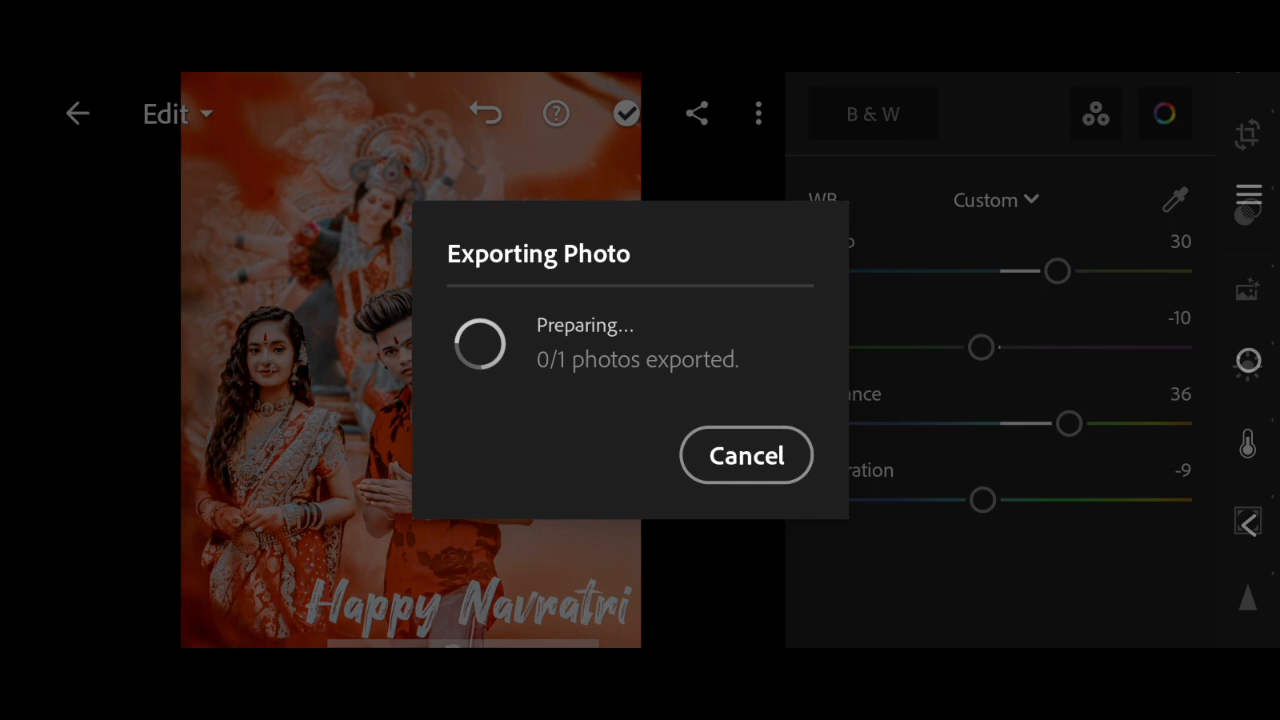 Edit
B & W
WB
Custom
Exporting Photo
30
Preparing...
-10
0/1 photos exported.
36
Cancel
-9
Happy Navratri